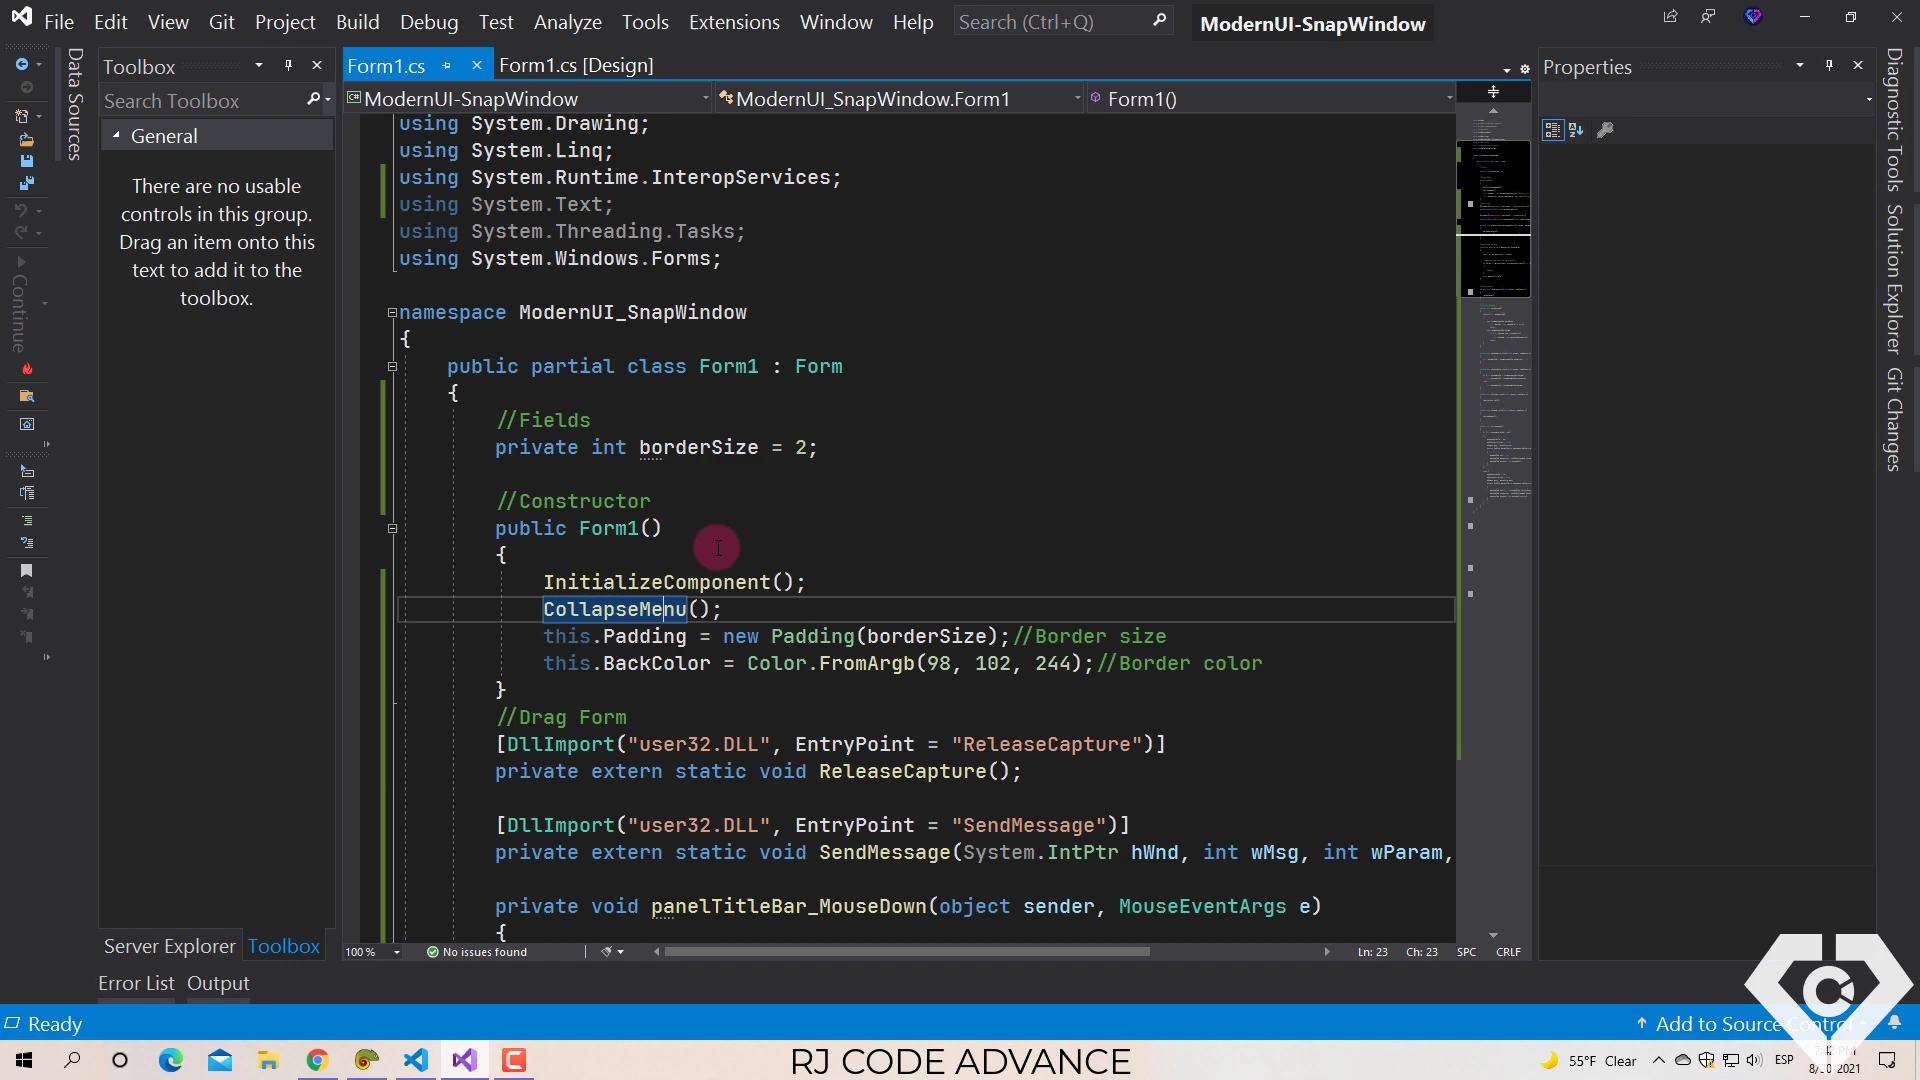 File Edit View Git Project Build Debug Test Analyze Tools Extensions Window Help Search (Ctrl+Q) ModernUI-SnapWindow
Data Sources
Toolbox
Search Toolbox
General
There are no usable
controls in this group.
Drag an item onto this
text to add it to the
toolbox.
Continue
Server Explorer Toolbox
Form1.cs Form1.cs [Design]
ModernUI-SnapWindow ModernUI_SnapWindow.Form1 Form1()
using System.Drawing;
using System.Linq;
using System.Runtime.InteropServices;
using System.Text;
using System.Threading.Tasks;
using System.Windows.Forms;
namespace ModernUI_SnapWindow
{
public partial class Form1 : Form
{
//Fields
private int borderSize = 2;
//Constructor
public Form1()
{
InitializeComponent();
CollapseMenu();
this.Padding = new Padding(borderSize);//Border size
this.BackColor = Color.FromArgb(98, 102, 244);//Border color
}
//Drag Form
[DllImport("user32.DLL", EntryPoint = "ReleaseCapture")]
private extern static void ReleaseCapture();
[DllImport("user32.DLL", EntryPoint = "SendMessage")]
private extern static void SendMessage(System.IntPtr hWnd, int wMsg, int wParam,
private void panelTitleBar_MouseDown(object sender, MouseEventArgs e)
{
100 % No issues found Ln: 23 Ch: 23 SPC CRLF
Properties
Diagnostic Tools
Solution Explorer
Git Changes
Error List Output
Ready Add to Source Control
RJ CODE ADVANCE
55°F Clear ESP